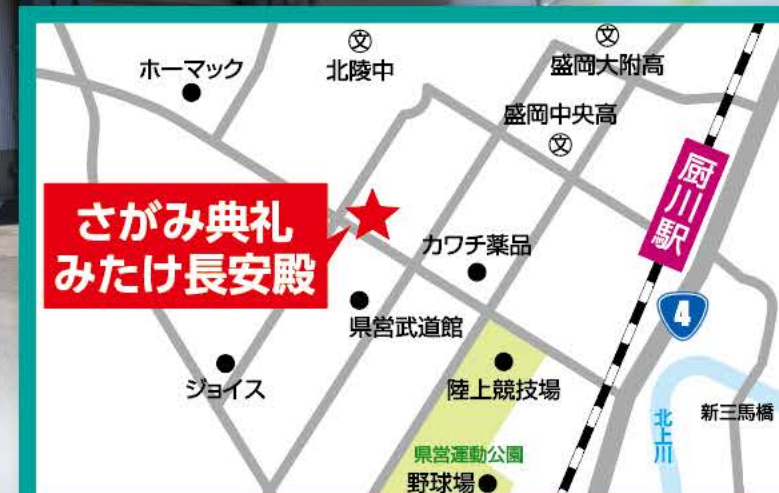 ホーマック
文
北陵中
文
盛岡大附高
盛岡中央高
文
厨川駅
さがみ典礼
みたけ長安殿
カワチ薬品
県営武道館
4
ジョイス
陸上競技場
北上川
新三馬橋
県営運動公園
野球場